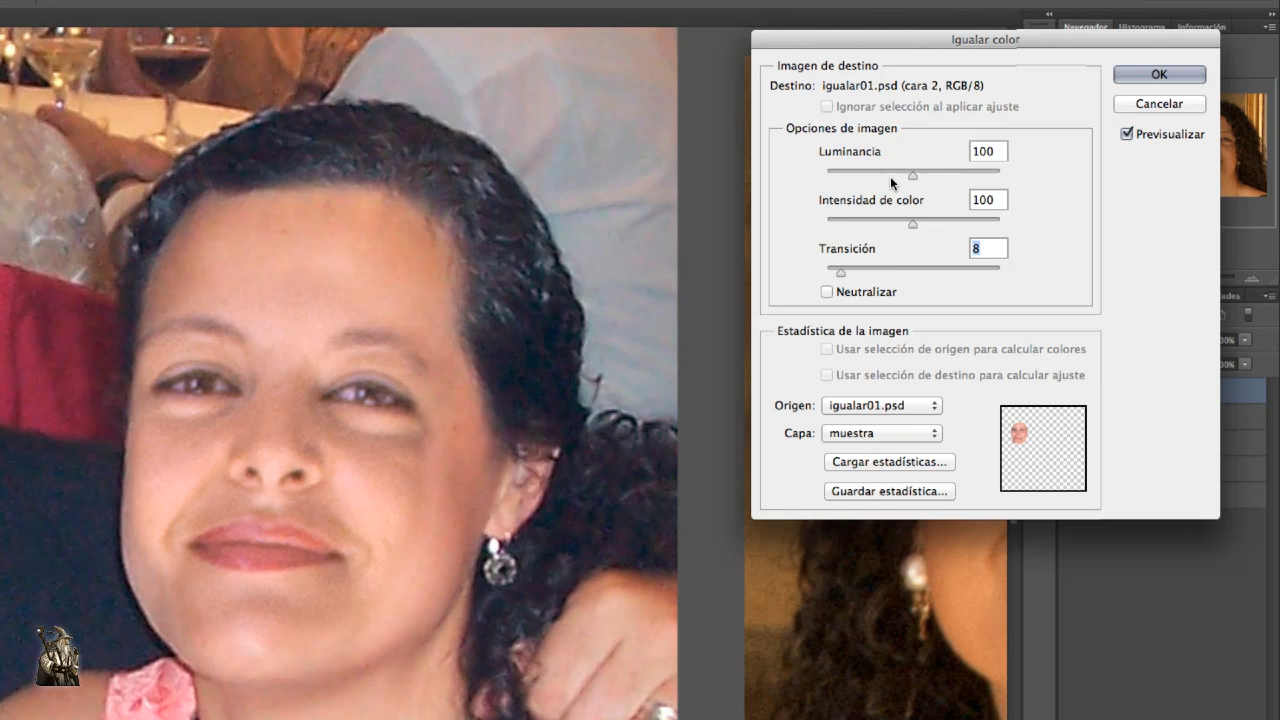 Navegador Histograma Información
Igualar color
Imagen de destino
Destino: igualar01.psd (cara 2, RGB/8)
Ignorar selección al aplicar ajuste
Opciones de imagen
Luminancia 100
Intensidad de color 100
Transición 8
Neutralizar
OK
Cancelar
Previsualizar
Estadística de la imagen
Usar selección de origen para calcular colores
Usar selección de destino para calcular ajuste
Origen: igualar01.psd
Capa: muestra
Cargar estadísticas...
Guardar estadística...